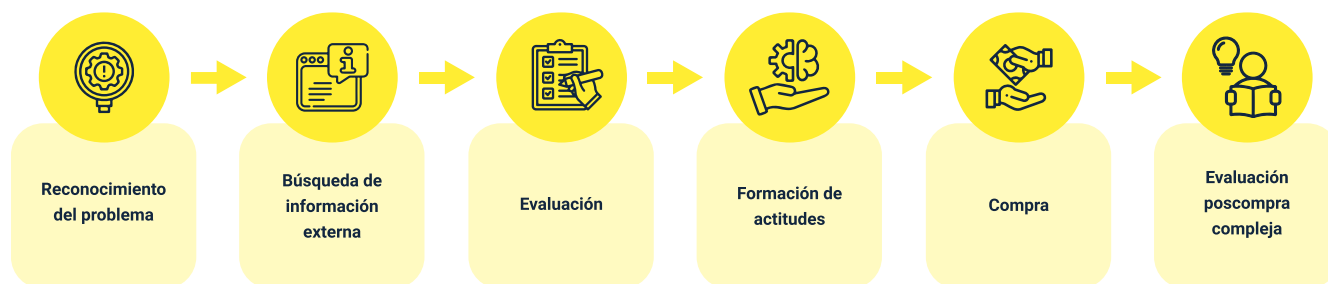 Reconocimiento
del problema
Búsqueda de
información
externa
Evaluación
Formación de
actitudes
Compra
Evaluación
poscompra
compleja